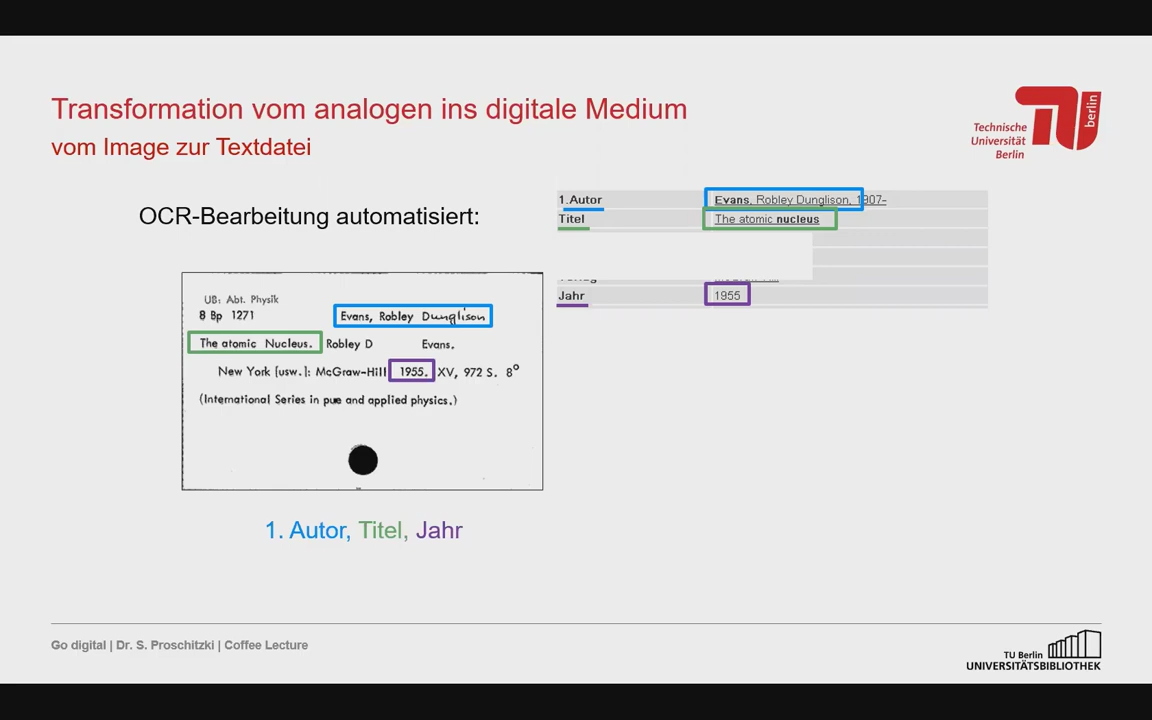 Transformation vom analogen ins digitale Medium
vom Image zur Textdatei
Technische
Universität
Berlin
berlin
OCR-Bearbeitung automatisiert:
1.Autor Evans, Robley Dunglison, 1907-
Titel The atomic nucleus
Jahr 1955
UB: Abt. Physik
8 Bp 1271 Evans, Robley Dunglison
The atomic Nucleus. Robley D Evans.
New York [usw.]: McGraw-Hill 1955. XV, 972 S. 8°
(International Series in pue and applied physics.)
1. Autor, Titel, Jahr
Go digital | Dr. S. Proschitzki | Coffee Lecture
TU Berlin
UNIVERSITÄTSBIBLIOTHEK